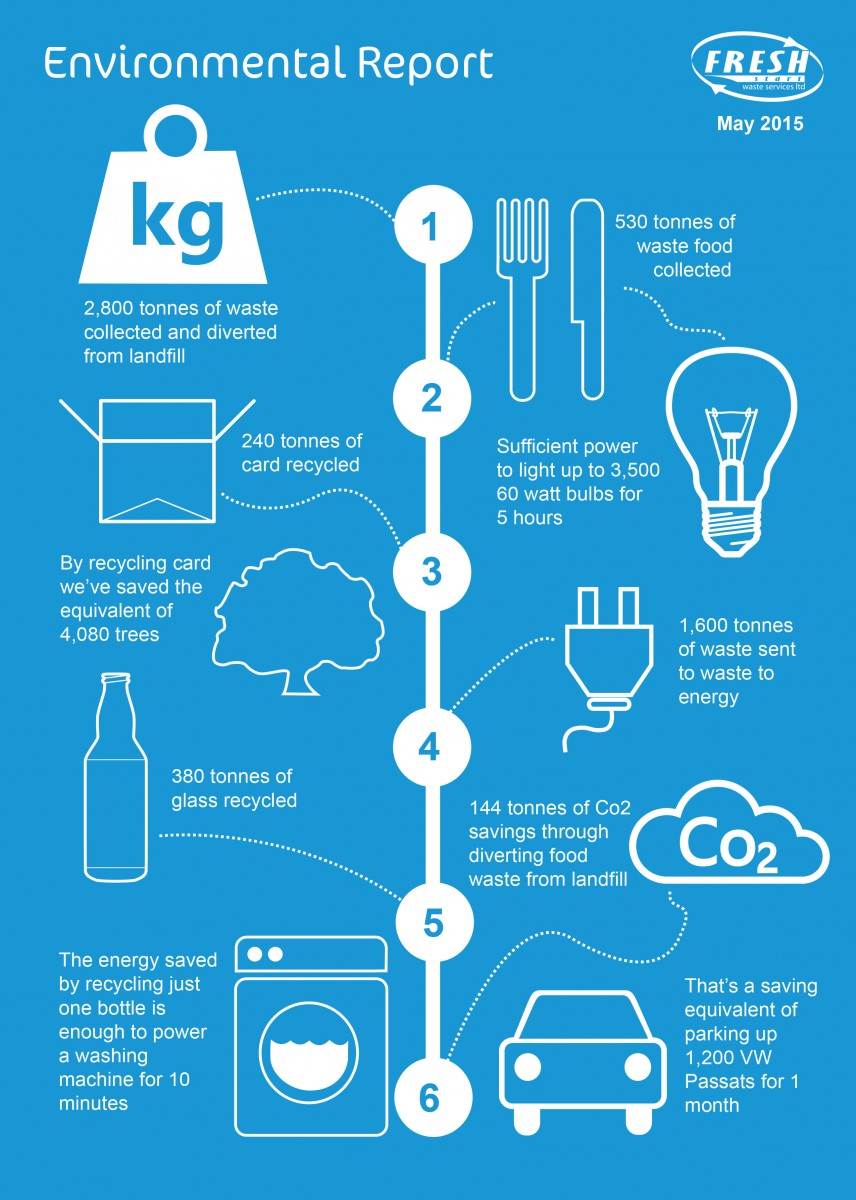 Environmental Report
FRESH
start
waste services ltd
May 2015
kg
1
2,800 tonnes of waste
collected and diverted
from landfill
530 tonnes of
waste food
collected
2
Sufficient power
to light up to 3,500
60 watt bulbs for
5 hours
240 tonnes of
card recycled
3
By recycling card
we've saved the
equivalent of
4,080 trees
1,600 tonnes
of waste sent
to waste to
energy
4
380 tonnes of
glass recycled
5
The energy saved
by recycling just
one bottle is
enough to power
a washing
machine for 10
minutes
144 tonnes of Co2
savings through
diverting food
waste from landfill
Co2
6
That's a saving
equivalent of
parking up
1,200 VW
Passats for 1
month